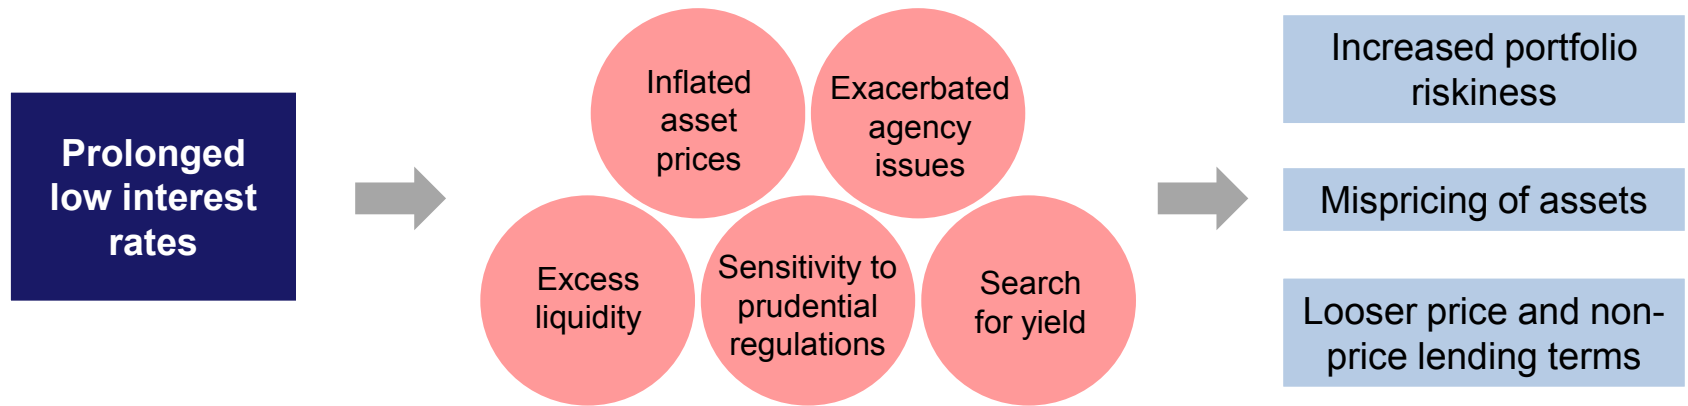 Prolonged
low interest
rates
Inflated
asset
prices
Exacerbated
agency
issues
Excess
liquidity
Sensitivity to
prudential
regulations
Search
for yield
Increased portfolio
riskiness
Mispricing of assets
Looser price and non-
price lending terms